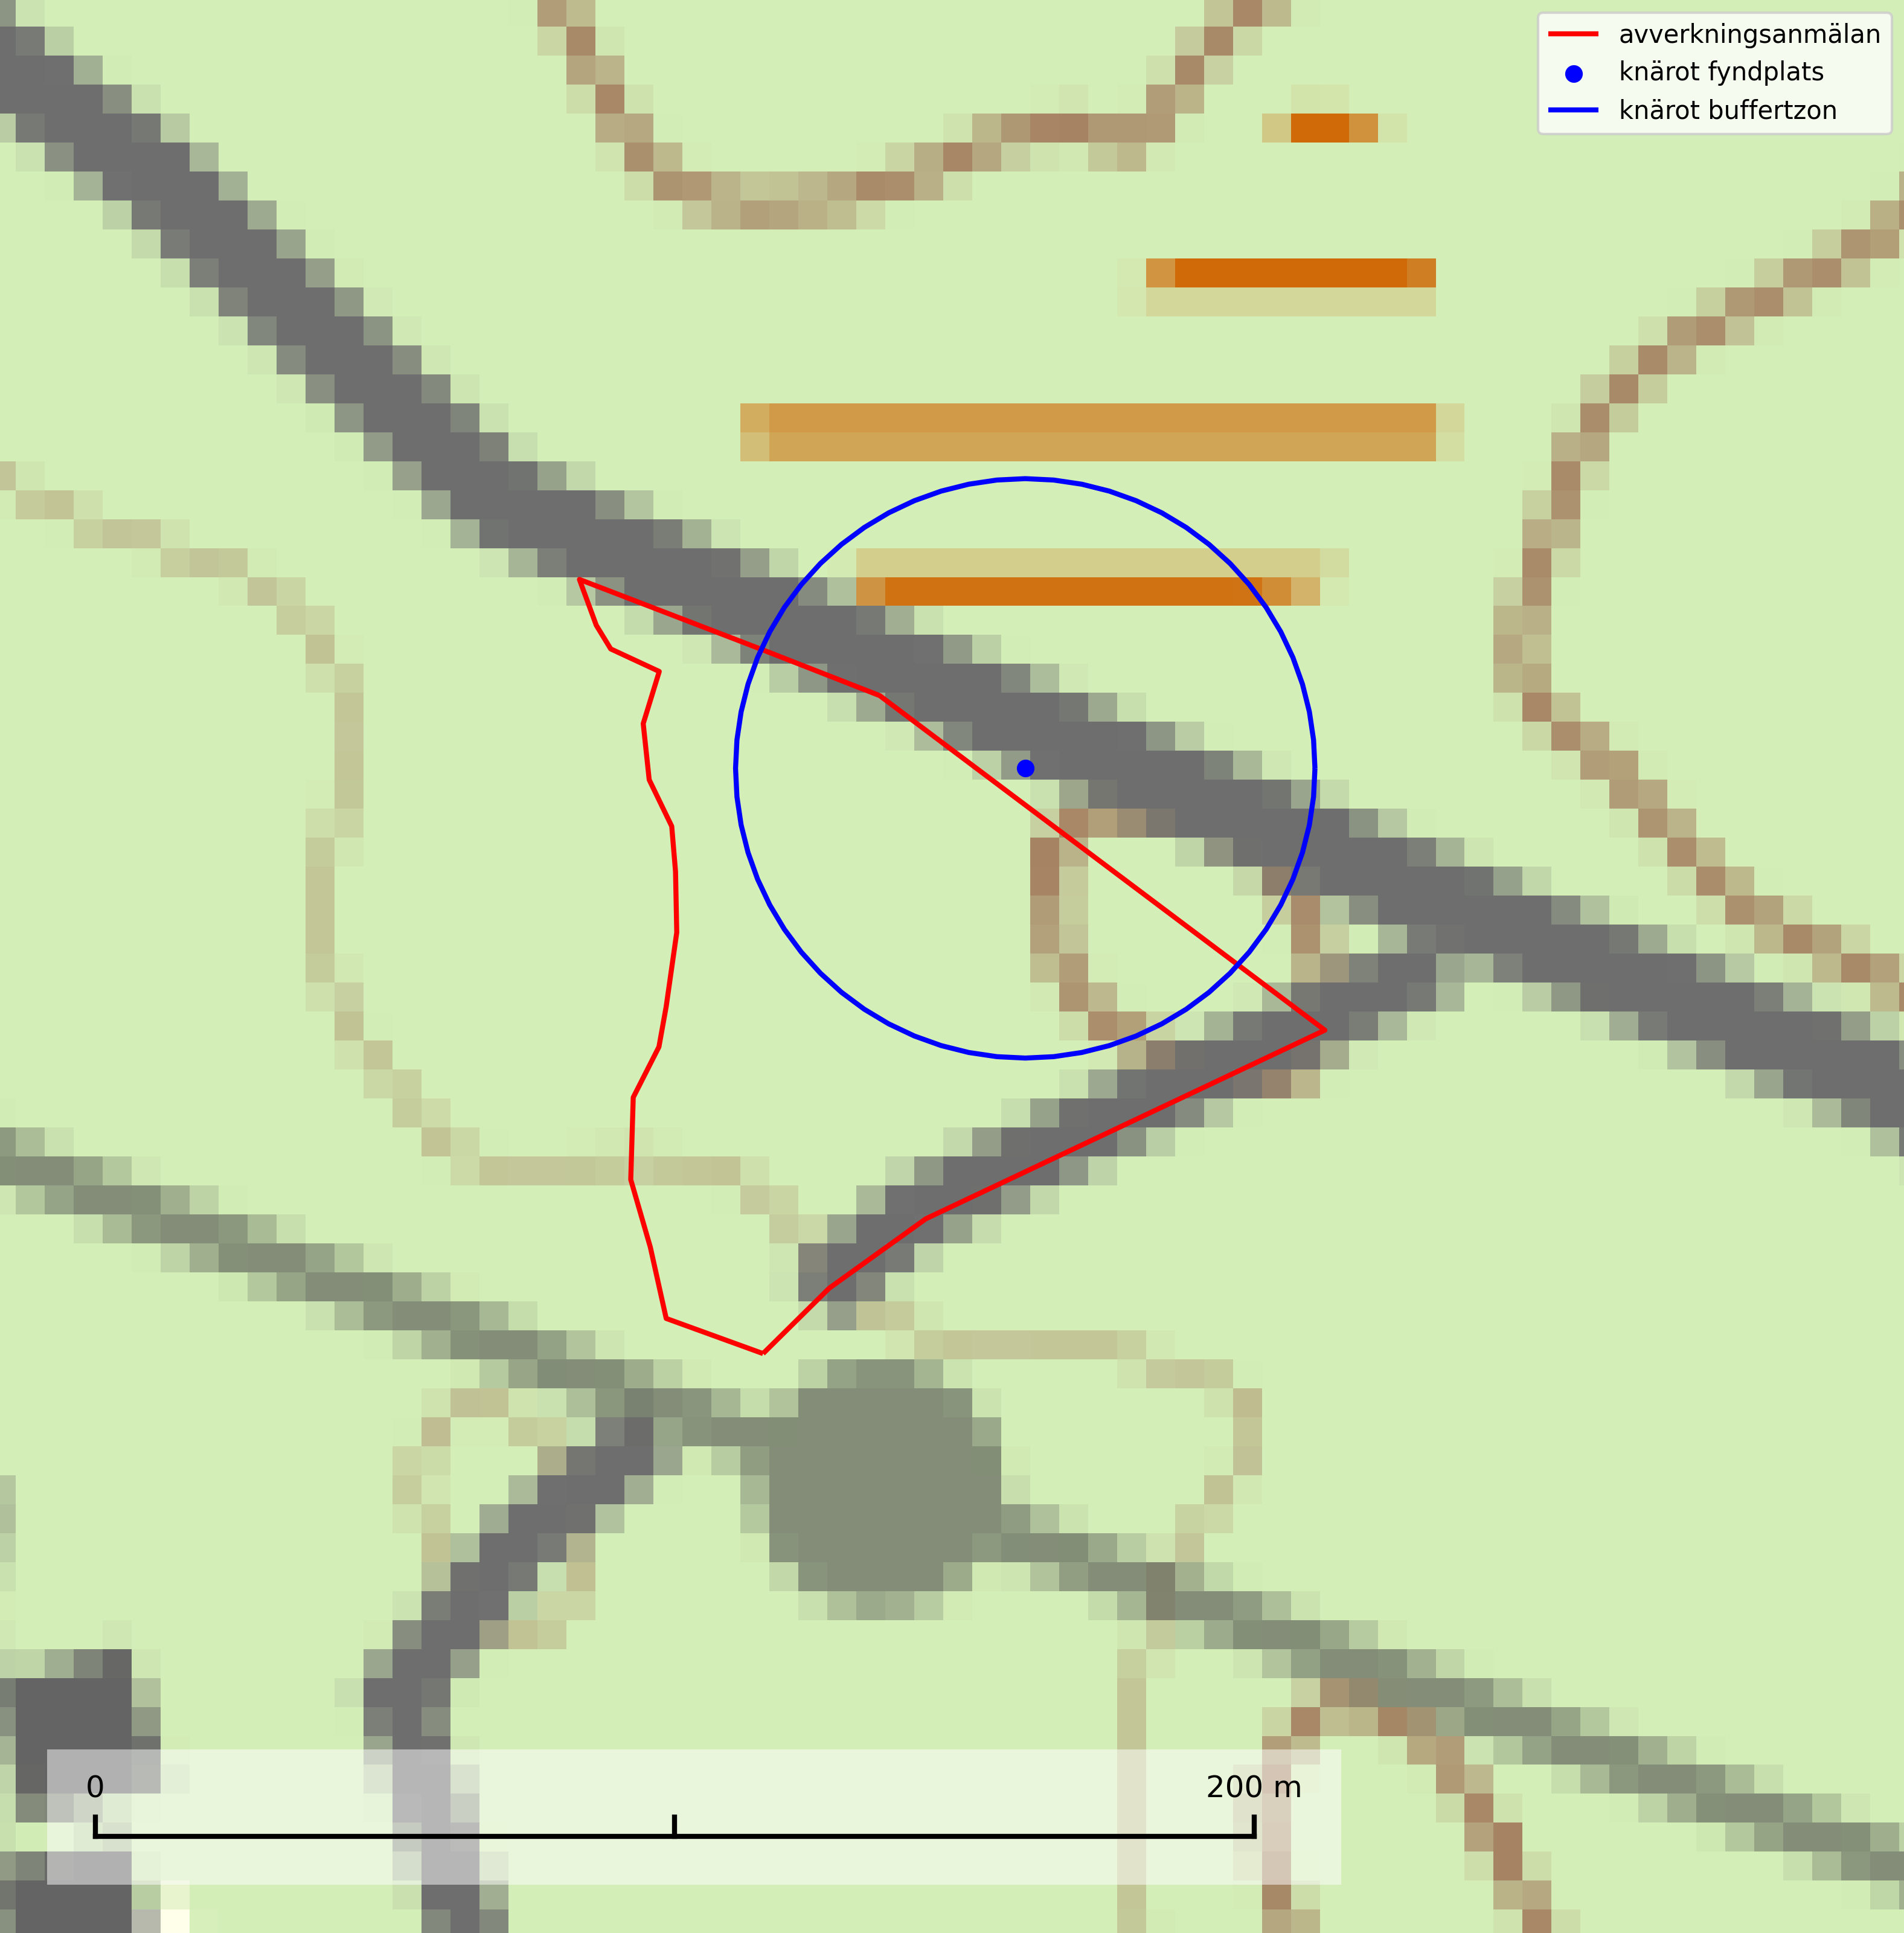 avverkningsanmälan
knärot fyndplats
knärot buffertzon
0
200 m